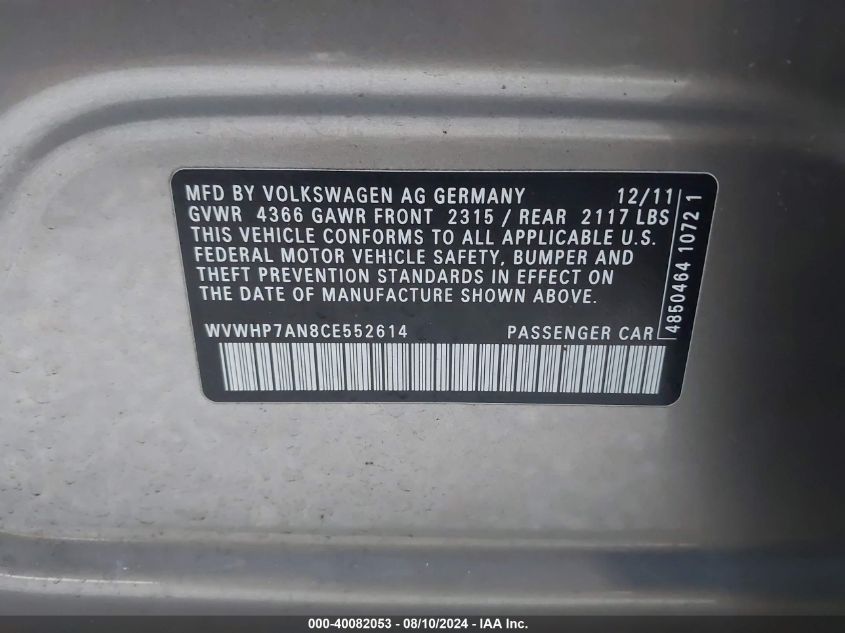 MFD BY VOLKSWAGEN AG GERMANY 12/11
GVWR 4366 GAWR FRONT 2315 / REAR 2117 LBS
THIS VEHICLE CONFORMS TO ALL APPLICABLE U.S.
FEDERAL MOTOR VEHICLE SAFETY, BUMPER AND
THEFT PREVENTION STANDARDS IN EFFECT ON
THE DATE OF MANUFACTURE SHOWN ABOVE.
WVWHP7AN8CE552614 PASSENGER CAR
4850464 1072 1
000-40082053 - 08/10/2024 - IAA Inc.